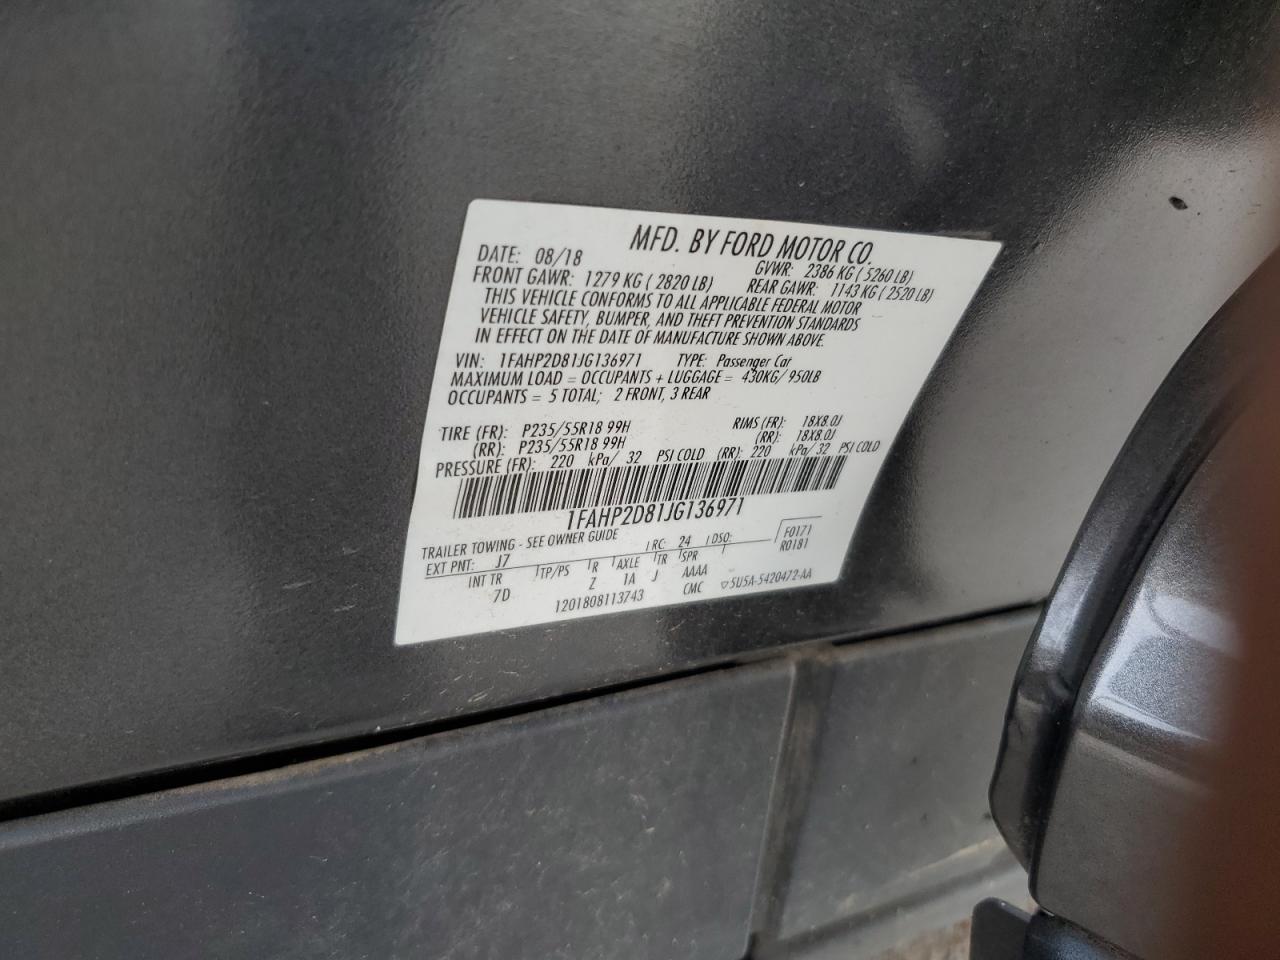 MFD. BY FORD MOTOR CO.
DATE: 08/18 GVWR: 2386 KG ( 5260 LB)
FRONT GAWR: 1279 KG ( 2820 LB) REAR GAWR: 1143 KG ( 2520 LB)
THIS VEHICLE CONFORMS TO ALL APPLICABLE FEDERAL MOTOR
VEHICLE SAFETY, BUMPER, AND THEFT PREVENTION STANDARDS
IN EFFECT ON THE DATE OF MANUFACTURE SHOWN ABOVE.
VIN: 1FAHP2D81JG136971 TYPE: Passenger Car
MAXIMUM LOAD = OCCUPANTS + LUGGAGE = 430KG/ 950LB
OCCUPANTS = 5 TOTAL; 2 FRONT, 3 REAR
TIRE (FR): P235/55R18 99H RIMS (FR): 18X8.0J
(RR): P235/55R18 99H (RR): 18X8.0J
PRESSURE (FR): 220 kPa/ 32 PSI COLD (RR): 220 kPa/ 32 PSI COLD
1FAHP2D81JG136971
TRAILER TOWING - SEE OWNER GUIDE
EXT PNT: J7 RC: 24 DSO: F0171
R0181
INT TR TP/PS R AXLE TR SPR
7D Z 1A J AAAA
1201808113743 CMC ▽5U5A-5420472-AA